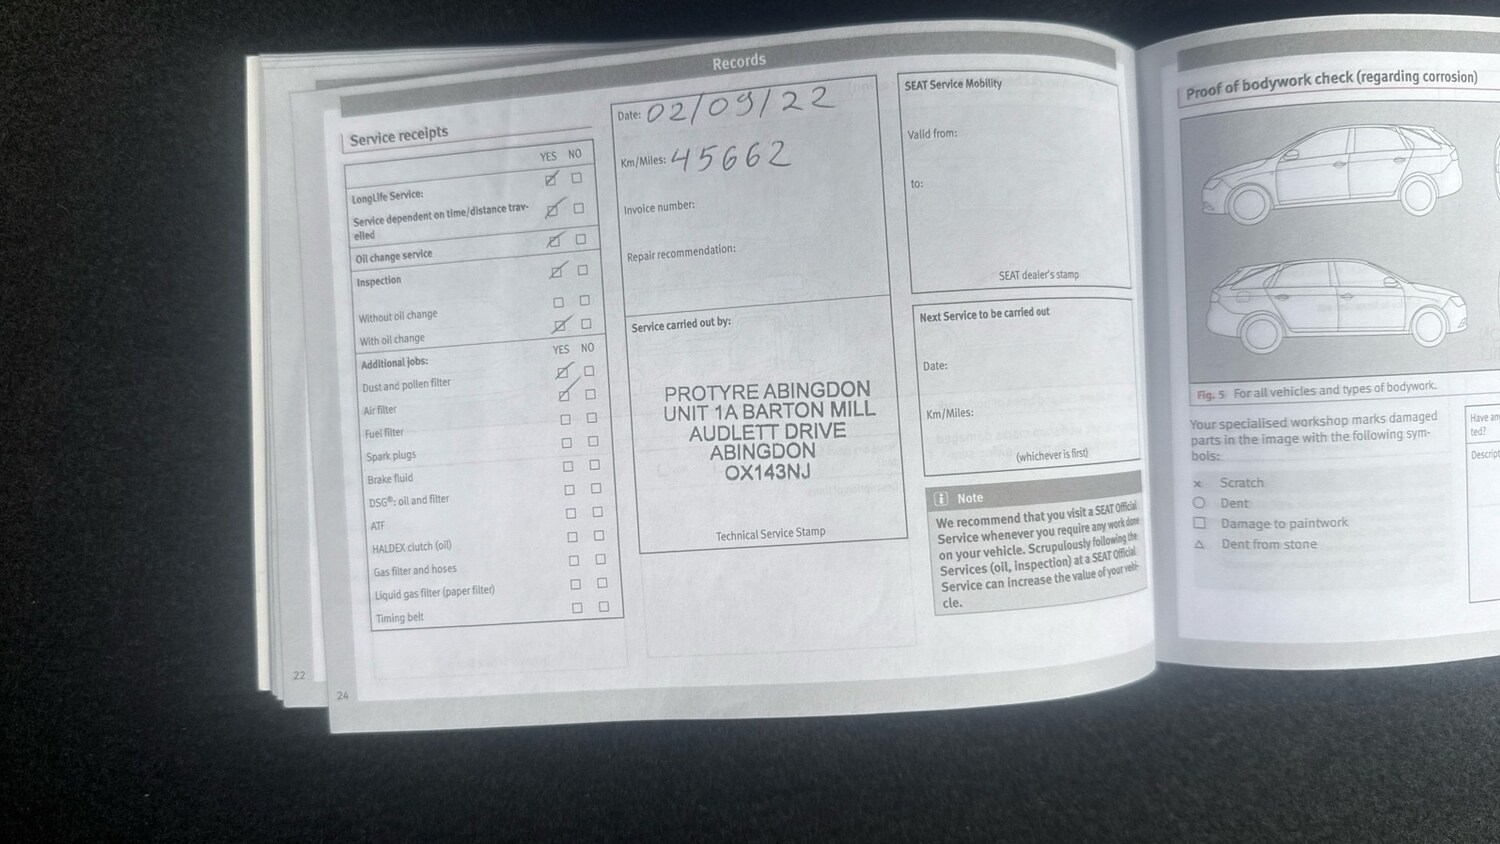 Records
Service receipts
YES NO
LongLife Service:
Service dependent on time/distance trav-
elled
Oil change service
Inspection
Without oil change
With oil change
Additional jobs: YES NO
Dust and pollen filter
Air filter
Fuel filter
Spark plugs
Brake fluid
DSG®: oil and filter
ATF
HALDEX clutch (oil)
Gas filter and hoses
Liquid gas filter (paper filter)
Timing belt
22
24
Date: 02/09/22
Km/Miles: 45662
Invoice number:
Repair recommendation:
Service carried out by:
PROTYRE ABINGDON
UNIT 1A BARTON MILL
AUDLETT DRIVE
ABINGDON
OX143NJ
Technical Service Stamp
SEAT Service Mobility
Valid from:
to:
SEAT dealer's stamp
Next Service to be carried out
Date:
Km/Miles:
(whichever is first)
Note
We recommend that you visit a SEAT Official
Service whenever you require any work done
on your vehicle. Scrupulously following the
Services (oil, inspection) at a SEAT Official
Service can increase the value of your vehi-
cle.
Proof of bodywork check (regarding corrosion)
Fig. 5 For all vehicles and types of bodywork.
Your specialised workshop marks damaged
parts in the image with the following sym-
bols:
Scratch
Dent
Damage to paintwork
Dent from stone
Have an
ted?
Descript